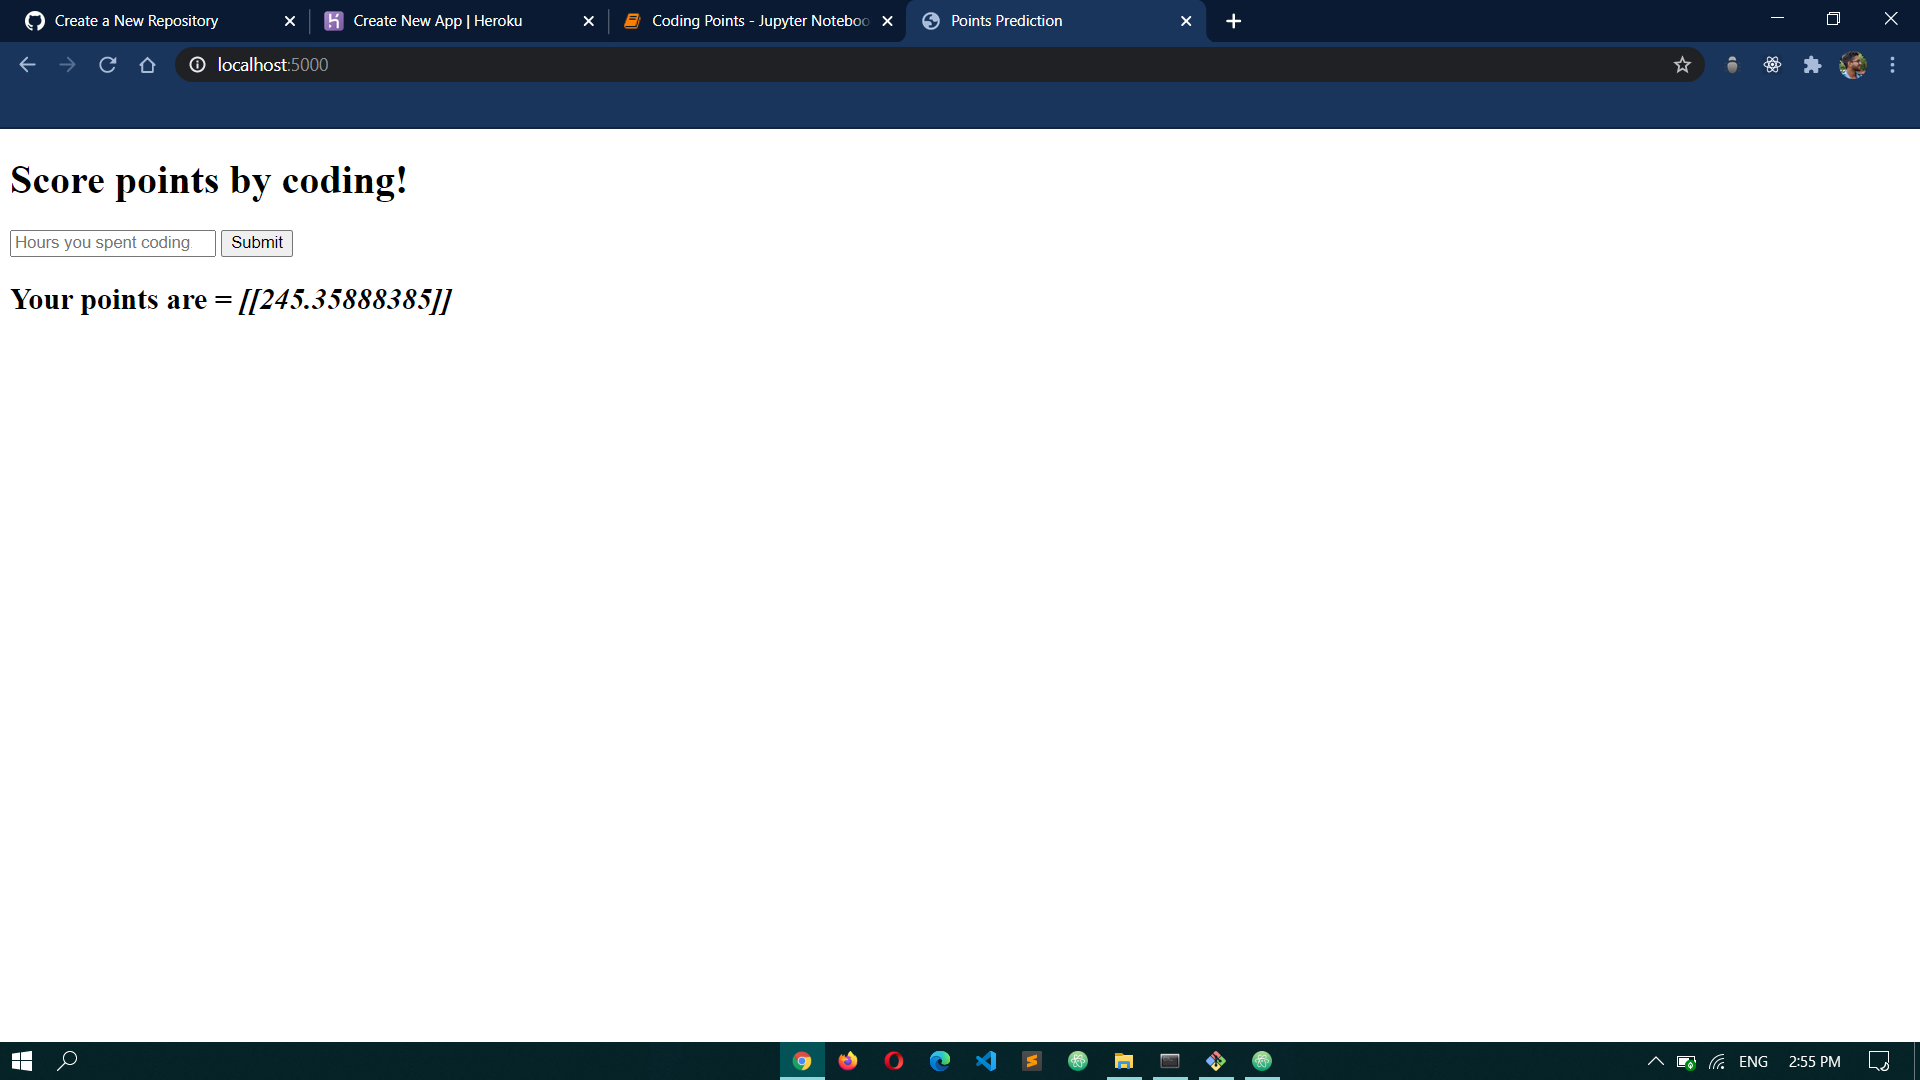 Create a New Repository
Create New App | Heroku
Coding Points - Jupyter Noteboo
Points Prediction
localhost:5000
Score points by coding!
Hours you spent coding
Submit
Your points are = [[245.35888385]]
ENG
2:55 PM